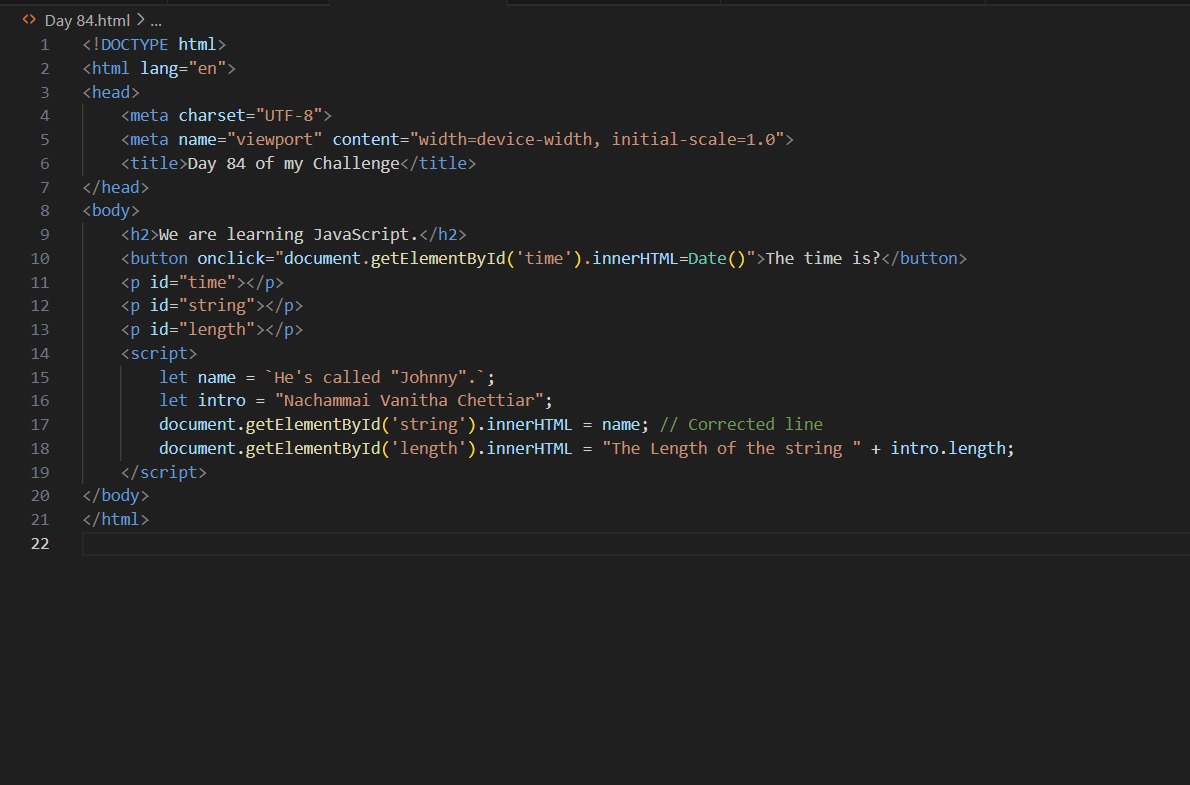 Day 84.html > ...
1 <!DOCTYPE html>
2 <html lang="en">
3 <head>
4     <meta charset="UTF-8">
5     <meta name="viewport" content="width=device-width, initial-scale=1.0">
6     <title>Day 84 of my Challenge</title>
7 </head>
8 <body>
9     <h2>We are learning JavaScript.</h2>
10     <button onclick="document.getElementById('time').innerHTML=Date()">The time is?</button>
11     <p id="time"></p>
12     <p id="string"></p>
13     <p id="length"></p>
14     <script>
15         let name = `He's called "Johnny".`;
16         let intro = "Nachammai Vanitha Chettiar";
17         document.getElementById('string').innerHTML = name; // Corrected line
18         document.getElementById('length').innerHTML = "The Length of the string " + intro.length;
19     </script>
20 </body>
21 </html>
22